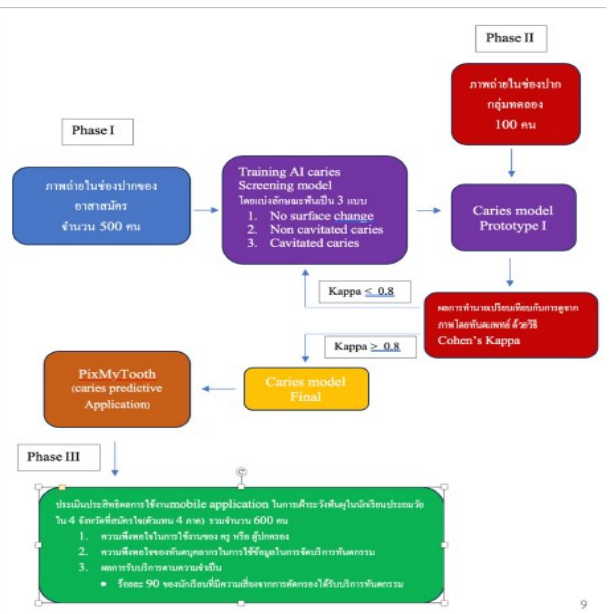 Phase II
ภาพถ่ายในช่องปาก
กลุ่มทดลอง
100 คน
Phase I
ภาพถ่ายในช่องปากของ
อาสาสมัคร
จำนวน 500 คน
Training AI caries
Screening model
โดยแบ่งลักษณะฟันเป็น 3 แบบ
1. No surface change
2. Non cavitated caries
3. Cavitated caries
Caries model
Prototype I
Kappa ≤ 0.8
ผลการทำนายเปรียบเทียบกับการดูจาก
ภาพโดยทันตแพทย์ ด้วยวิธี
Cohen's Kappa
Kappa ≥ 0.8
PixMyTooth
(caries predictive
Application)
Caries model
Final
Phase III
ประเมินประสิทธิผลการใช้งานmobile application ในการเฝ้าระวังฟันผุในนักเรียนประถมวัย
ใน 4 จังหวัดที่สมัครใจ(ตัวแทน 4 ภาค) รวมจำนวน 600 คน
1. ความพึงพอใจในการใช้งานของ ครู หรือ ผู้ปกครอง
2. ความพึงพอใจของทันตบุคลากรในการใช้ข้อมูลในการจัดบริการทันตกรรม
3. ผลการรับบริการตามความจำเป็น
• ร้อยละ 90 ของนักเรียนที่มีความเสี่ยงจากการคัดกรองได้รับบริการทันตกรรม
9